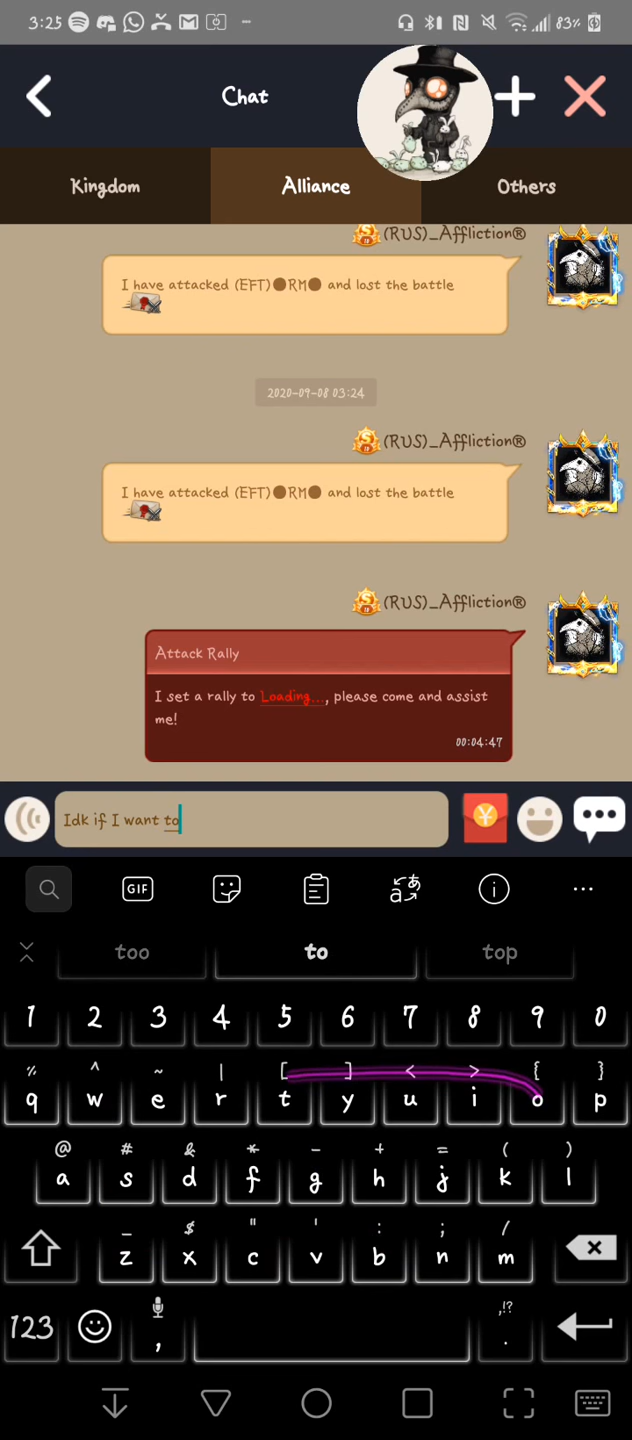 3:25
83%
Chat
Kingdom
Alliance
Others
(RUS)_Affliction®
I have attacked (EFT)●RM● and lost the battle
2020-09-08 03:24
(RUS)_Affliction®
I have attacked (EFT)●RM● and lost the battle
(RUS)_Affliction®
Attack Rally
I set a rally to Loading..., please come and assist
me!
00:04:47
Idk if I want to
GIF
too to top
1 2 3 4 5 6 7 8 9 0
% ^ ~ | [ ] < > { }
q w e r t y u i o p
@ # & * - + = ( )
a s d f g h j k l
_ $ " ' : ; /
z x c v b n m
,!?
123 , .